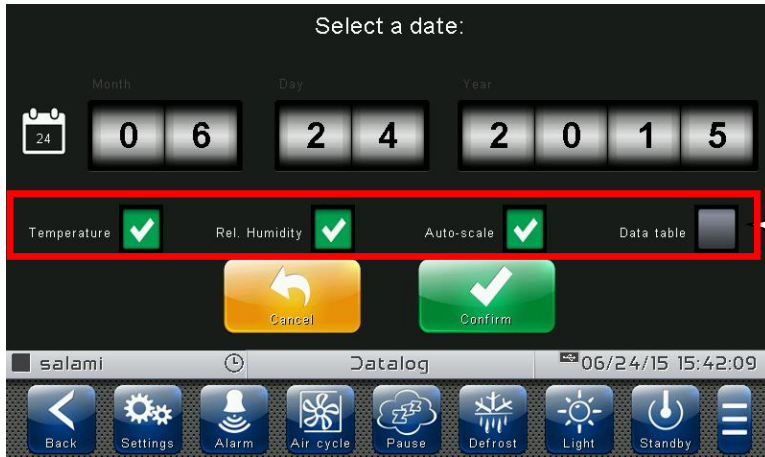 Select a date:
Month Day Year
24 0 6 2 4 2 0 1 5
Temperature Rel. Humidity Auto-scale Data table
Cancel Confirm
salami Datalog 06/24/15 15:42:09
Back Settings Alarm Air cycle Pause Defrost Light Standby